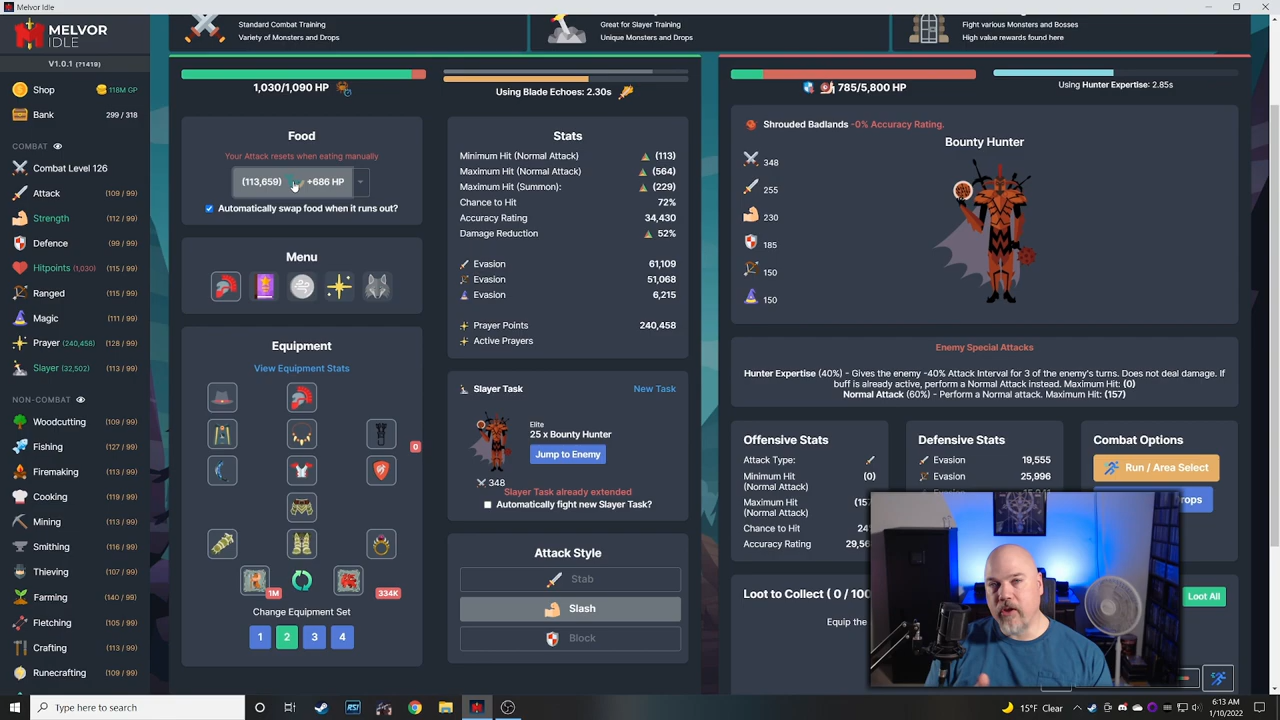 Melvor Idle
MELVOR
IDLE
V1.0.1 (?1419)
Shop
118M GP
Bank
299 / 318
COMBAT
Combat Level 126
Attack
(109 / 99)
Strength
(112 / 99)
Defence
(99 / 99)
Hitpoints (1,030)
(115 / 99)
Ranged
(115 / 99)
Magic
(111 / 99)
Prayer (240,458)
(128 / 99)
Slayer (32,502)
(113 / 99)
NON-COMBAT
Woodcutting
(109 / 99)
Fishing
(127 / 99)
Firemaking
(113 / 99)
Cooking
(116 / 99)
Mining
(113 / 99)
Smithing
(116 / 99)
Thieving
(107 / 99)
Farming
(140 / 99)
Fletching
(105 / 99)
Crafting
(113 / 99)
Runecrafting
(109 / 99)
Standard Combat Training
Variety of Monsters and Drops
Great for Slayer Training
Unique Monsters and Drops
Fight various Monsters and Bosses
High value rewards found here
1,030/1,090 HP
Using Blade Echoes: 2.30s
Food
Your Attack resets when eating manually
(113,659)
+686 HP
Automatically swap food when it runs out?
Menu
Equipment
View Equipment Stats
0
1M
334K
Change Equipment Set
1
2
3
4
Stats
Minimum Hit (Normal Attack)
(113)
Maximum Hit (Normal Attack)
(564)
Maximum Hit (Summon):
(229)
Chance to Hit
72%
Accuracy Rating
34,430
Damage Reduction
52%
Evasion
61,109
Evasion
51,068
Evasion
6,215
Prayer Points
240,458
Active Prayers
Slayer Task
New Task
Elite
25 x Bounty Hunter
Jump to Enemy
348
Slayer Task already extended
Automatically fight new Slayer Task?
Attack Style
Stab
Slash
Block
785/5,800 HP
Using Hunter Expertise: 2.85s
Shrouded Badlands -0% Accuracy Rating.
Bounty Hunter
348
255
230
185
150
150
Enemy Special Attacks
Hunter Expertise (40%) - Gives the enemy -40% Attack Interval for 3 of the enemy's turns. Does not deal damage. If
buff is already active, perform a Normal Attack instead. Maximum Hit: (0)
Normal Attack (60%) - Perform a Normal attack. Maximum Hit: (157)
Offensive Stats
Attack Type:
Minimum Hit
(Normal Attack)
(0)
Maximum Hit
(Normal Attack)
(15
Chance to Hit
24
Accuracy Rating
29,56
Defensive Stats
Evasion
19,555
Evasion
25,996
Combat Options
Run / Area Select
ops
Loot to Collect ( 0 / 100
Loot All
Equip the
Type here to search
15°F Clear
6:13 AM
1/10/2022